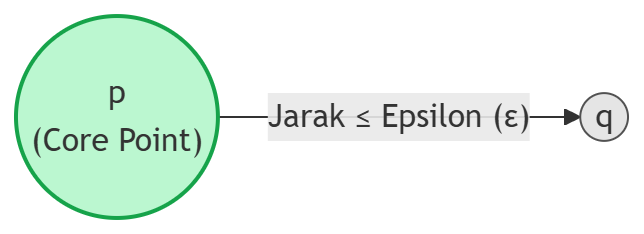 p
(Core Point)
Jarak ≤ Epsilon (ε)
q